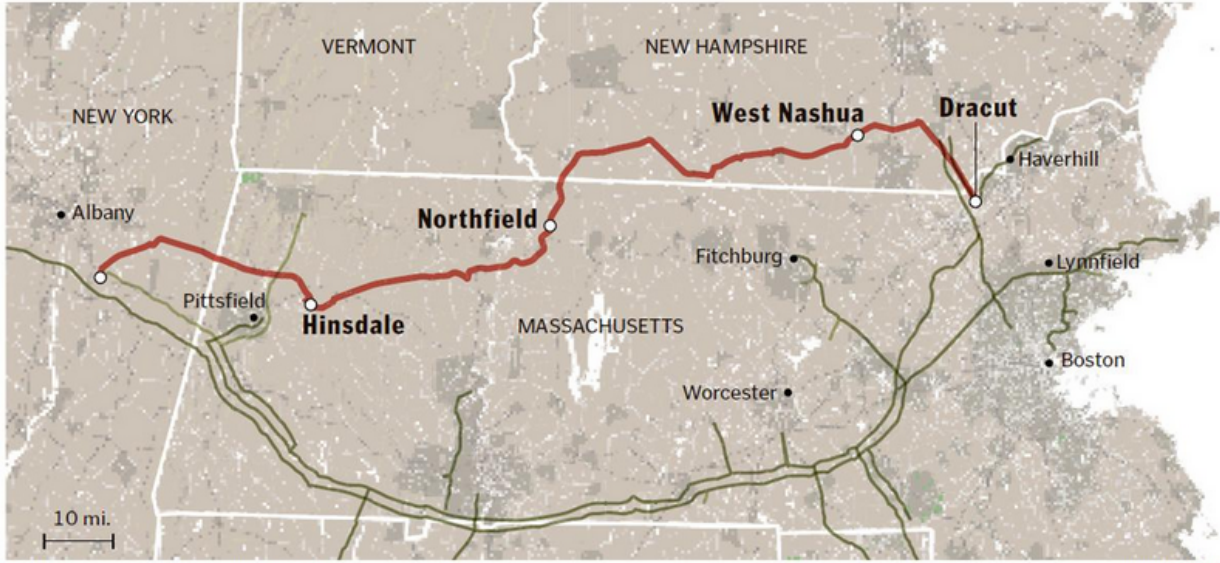 VERMONT
NEW HAMPSHIRE
NEW YORK
West Nashua
Dracut
Haverhill
Albany
Northfield
Fitchburg
Lynnfield
Pittsfield
Hinsdale
MASSACHUSETTS
Boston
Worcester
10 mi.